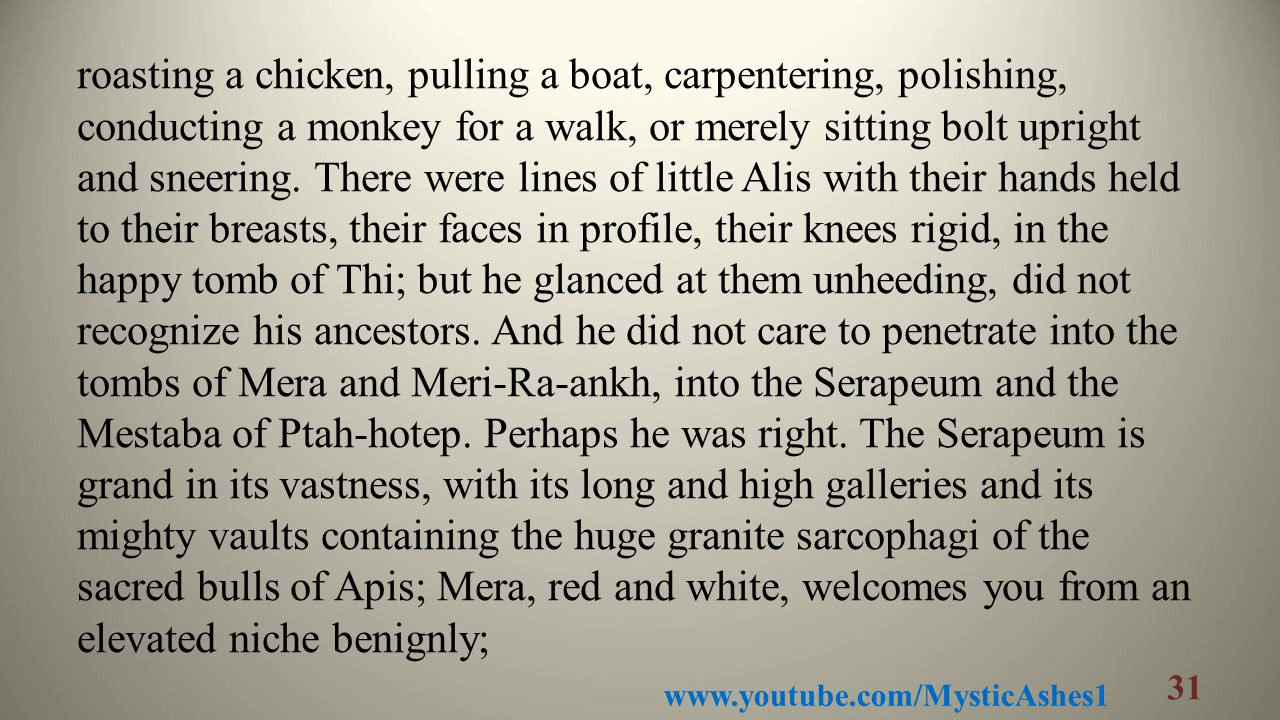 roasting a chicken, pulling a boat, carpentering, polishing,
conducting a monkey for a walk, or merely sitting bolt upright
and sneering. There were lines of little Alis with their hands held
to their breasts, their faces in profile, their knees rigid, in the
happy tomb of Thi; but he glanced at them unheeding, did not
recognize his ancestors. And he did not care to penetrate into the
tombs of Mera and Meri-Ra-ankh, into the Serapeum and the
Mestaba of Ptah-hotep. Perhaps he was right. The Serapeum is
grand in its vastness, with its long and high galleries and its
mighty vaults containing the huge granite sarcophagi of the
sacred bulls of Apis; Mera, red and white, welcomes you from an
elevated niche benignly;
www.youtube.com/MysticAshes1
31